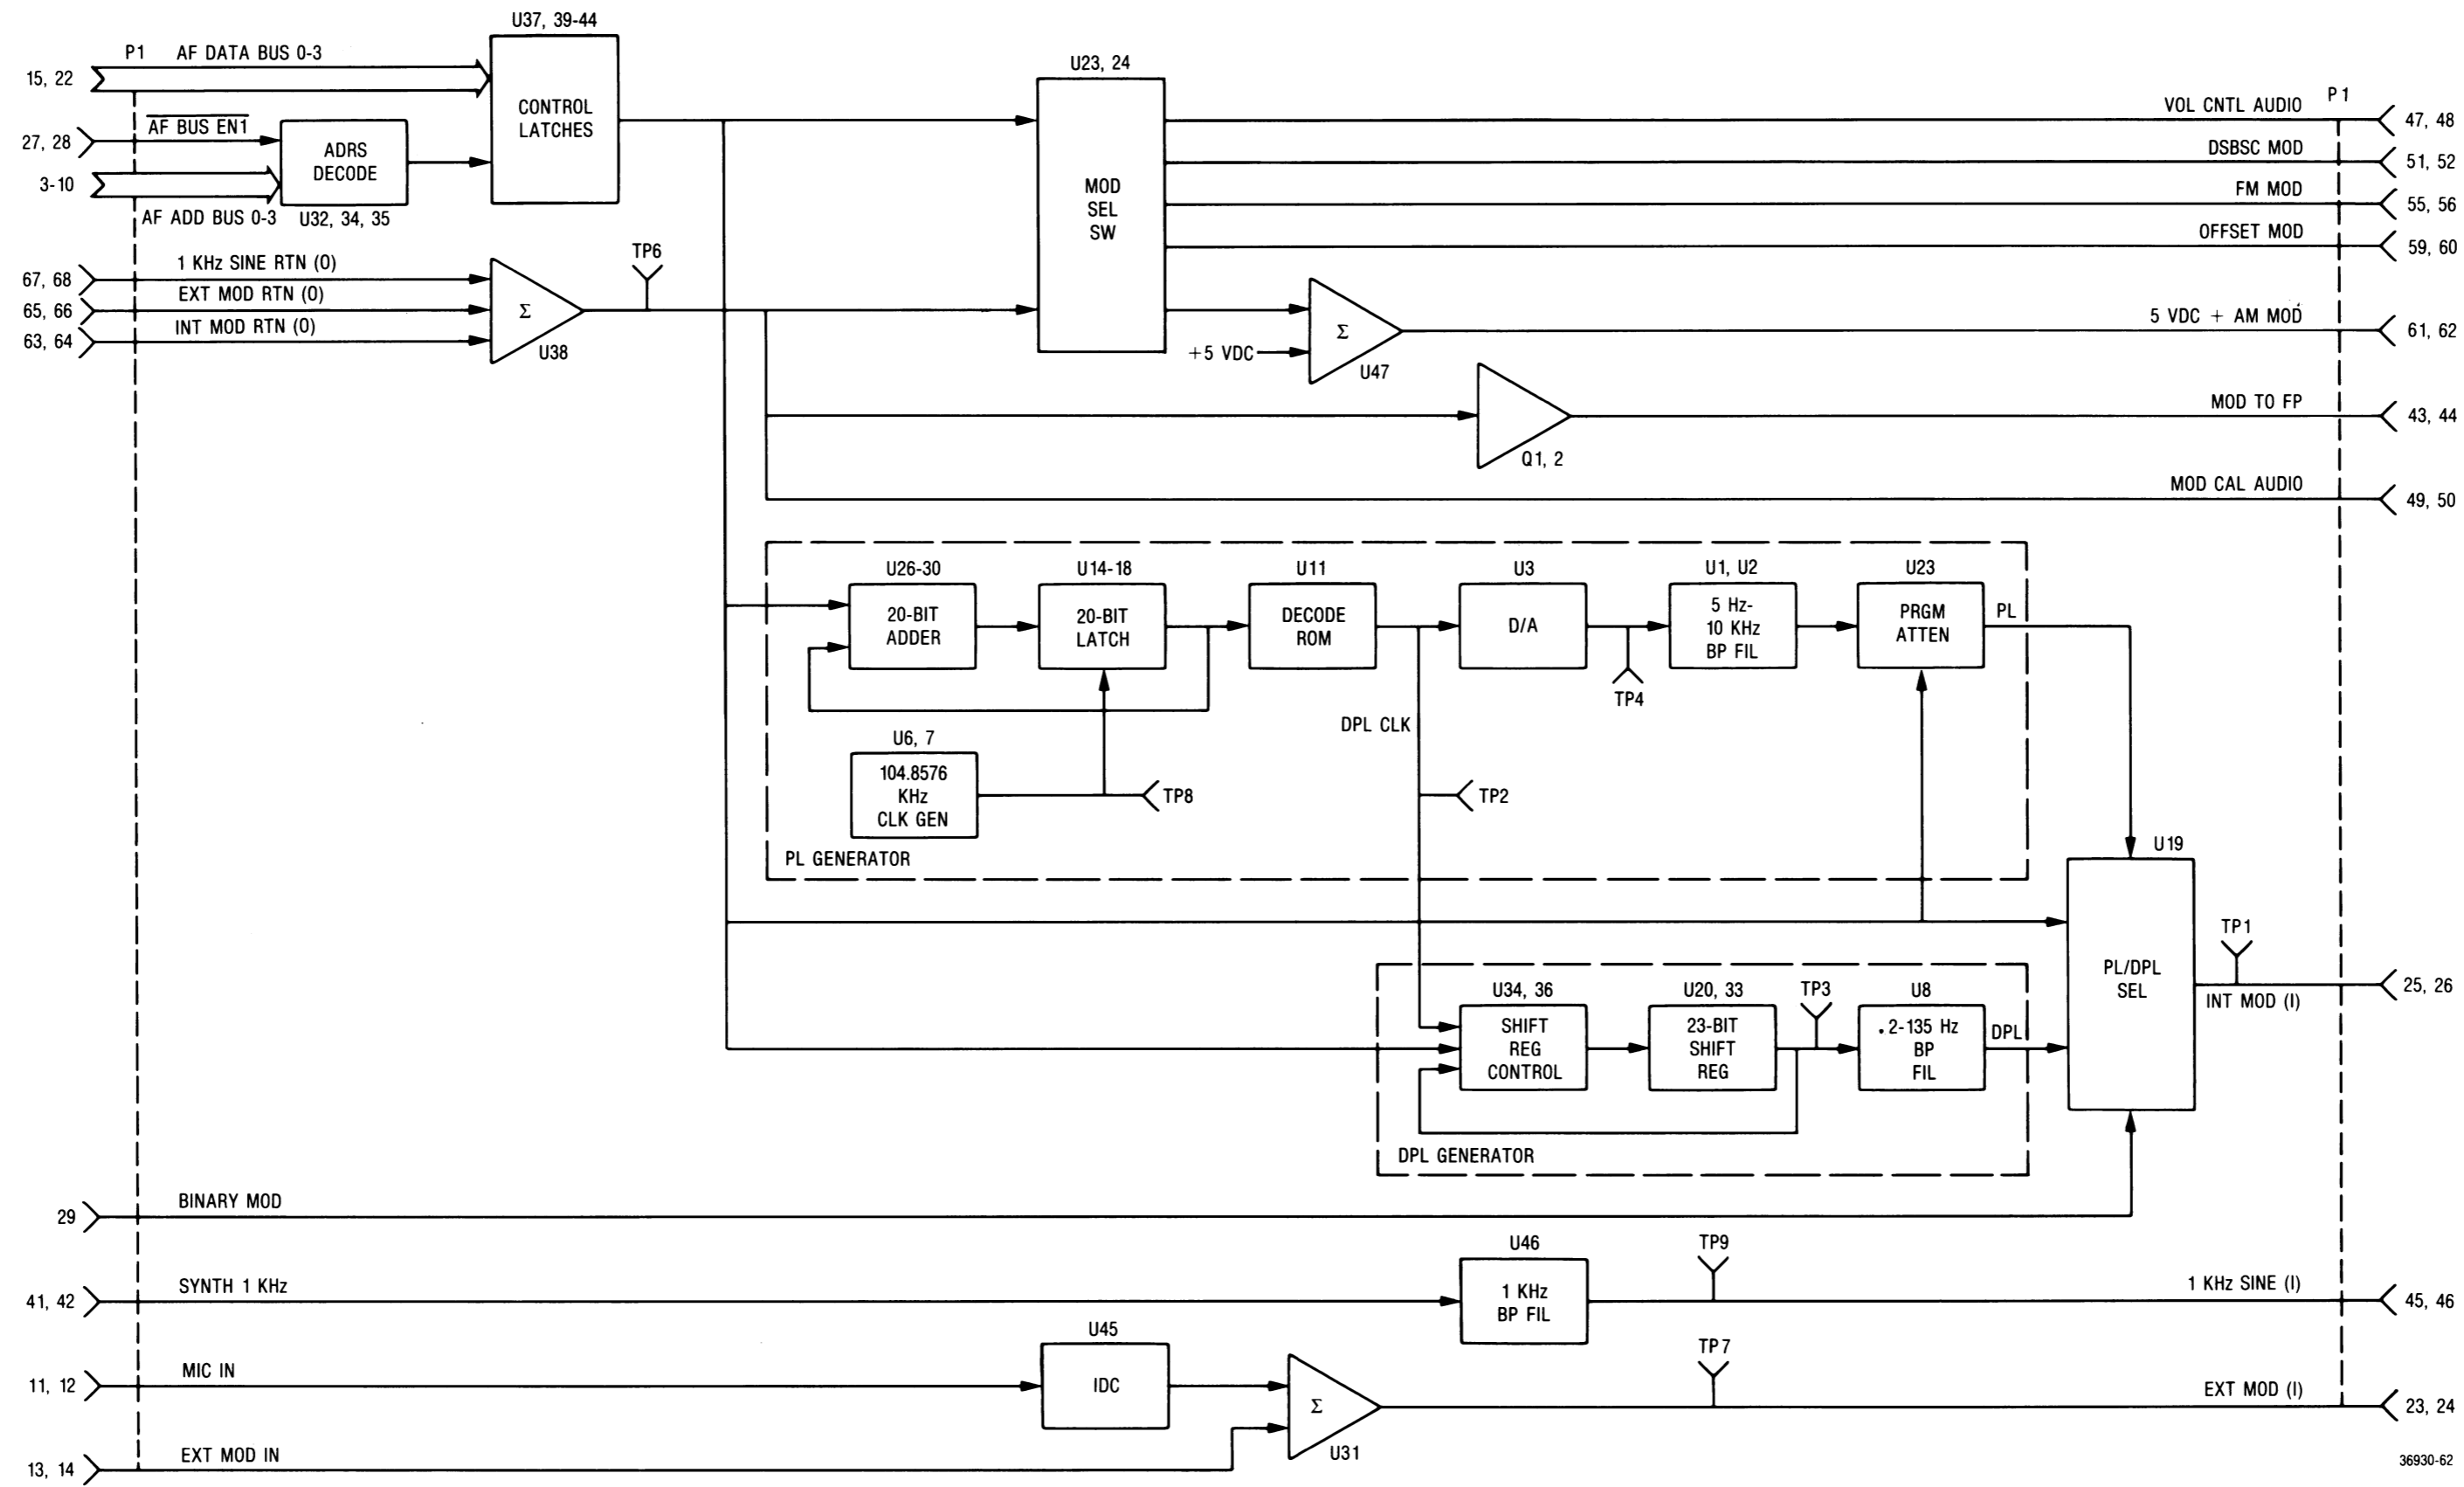 U37, 39-44
P1 AF DATA BUS 0-3
15, 22
CONTROL
LATCHES
AF BUS EN1
27, 28
ADRS
DECODE
3-10
AF ADD BUS 0-3
U32, 34, 35
U23, 24
MOD
SEL
SW
P1
VOL CNTL AUDIO
47, 48
DSBSC MOD
51, 52
FM MOD
55, 56
OFFSET MOD
59, 60
1 KHz SINE RTN (0)
67, 68
EXT MOD RTN (0)
65, 66
INT MOD RTN (0)
63, 64
Σ
U38
TP6
+5 VDC
Σ
U47
5 VDC + AM MOD
61, 62
Q1, 2
MOD TO FP
43, 44
MOD CAL AUDIO
49, 50
U26-30
20-BIT
ADDER
U14-18
20-BIT
LATCH
U11
DECODE
ROM
U3
D/A
TP4
U1, U2
5 Hz-
10 KHz
BP FIL
U23
PRGM
ATTEN
PL
DPL CLK
U6, 7
104.8576
KHz
CLK GEN
TP8
TP2
PL GENERATOR
U19
PL/DPL
SEL
TP1
INT MOD (I)
25, 26
U34, 36
SHIFT
REG
CONTROL
U20, 33
23-BIT
SHIFT
REG
TP3
U8
.2-135 Hz
BP
FIL
DPL
DPL GENERATOR
BINARY MOD
29
SYNTH 1 KHz
41, 42
U46
1 KHz
BP FIL
TP9
1 KHz SINE (I)
45, 46
MIC IN
11, 12
U45
IDC
Σ
U31
TP7
EXT MOD (I)
23, 24
EXT MOD IN
13, 14
36930-62